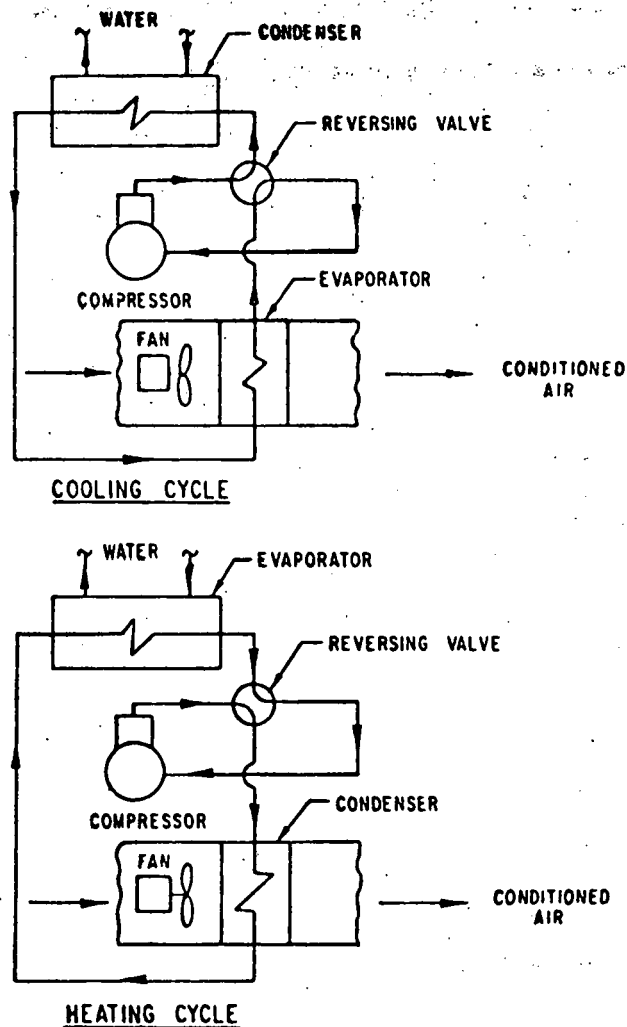 WATER
CONDENSER
REVERSING VALVE
COMPRESSOR
EVAPORATOR
FAN
CONDITIONED
AIR
COOLING CYCLE
WATER
EVAPORATOR
REVERSING VALVE
COMPRESSOR
CONDENSER
FAN
CONDITIONED
AIR
HEATING CYCLE